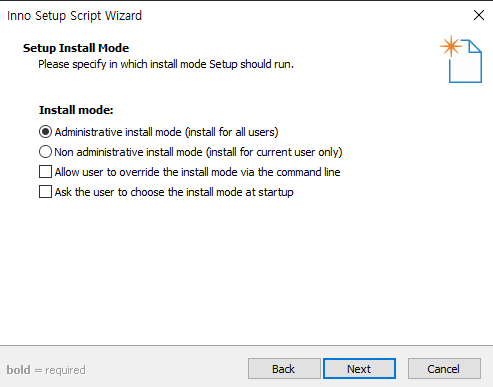 Inno Setup Script Wizard
Setup Install Mode
Please specify in which install mode Setup should run.
Install mode:
Administrative install mode (install for all users)
Non administrative install mode (install for current user only)
Allow user to override the install mode via the command line
Ask the user to choose the install mode at startup
bold = required
Back
Next
Cancel